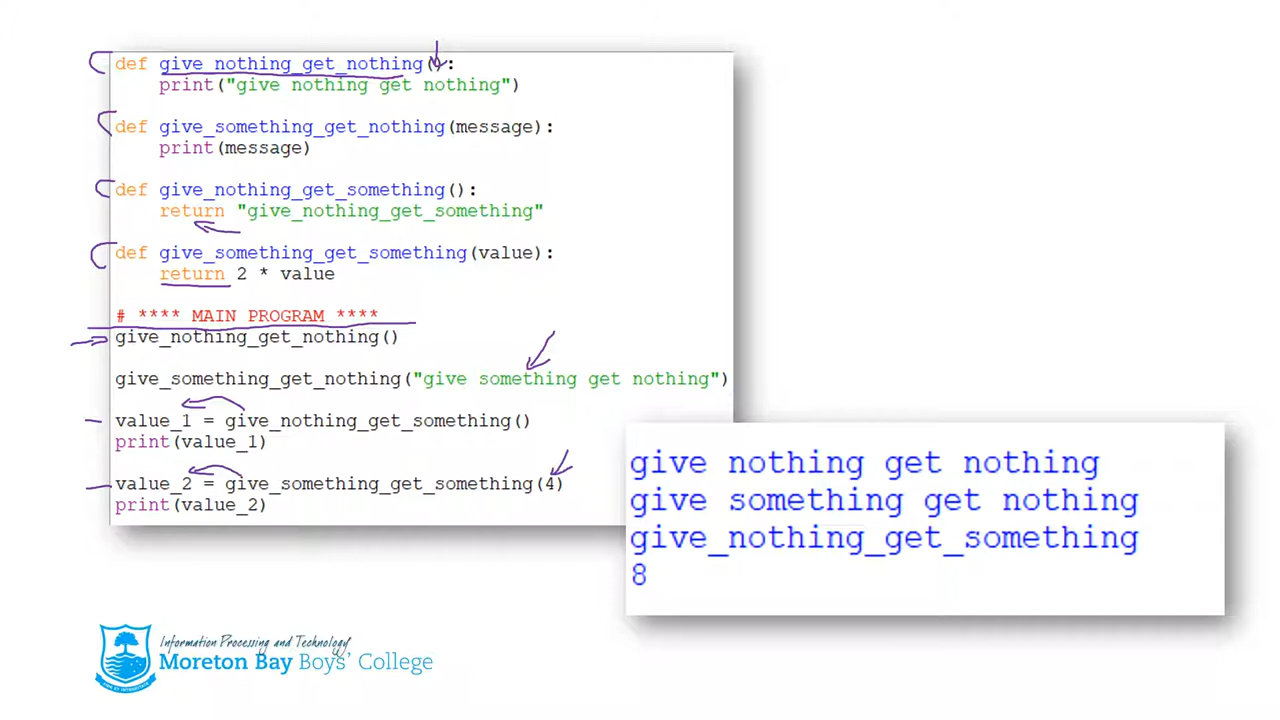 def give_nothing_get_nothing():
print("give nothing get nothing")
def give_something_get_nothing(message):
print(message)
def give_nothing_get_something():
return "give_nothing_get_something"
def give_something_get_something(value):
return 2 * value
# **** MAIN PROGRAM ****
give_nothing_get_nothing()
give_something_get_nothing("give something get nothing")
value_1 = give_nothing_get_something()
print(value_1)
value_2 = give_something_get_something(4)
print(value_2)
give nothing get nothing
give something get nothing
give_nothing_get_something
8
Information Processing and Technology
Moreton Bay Boys' College